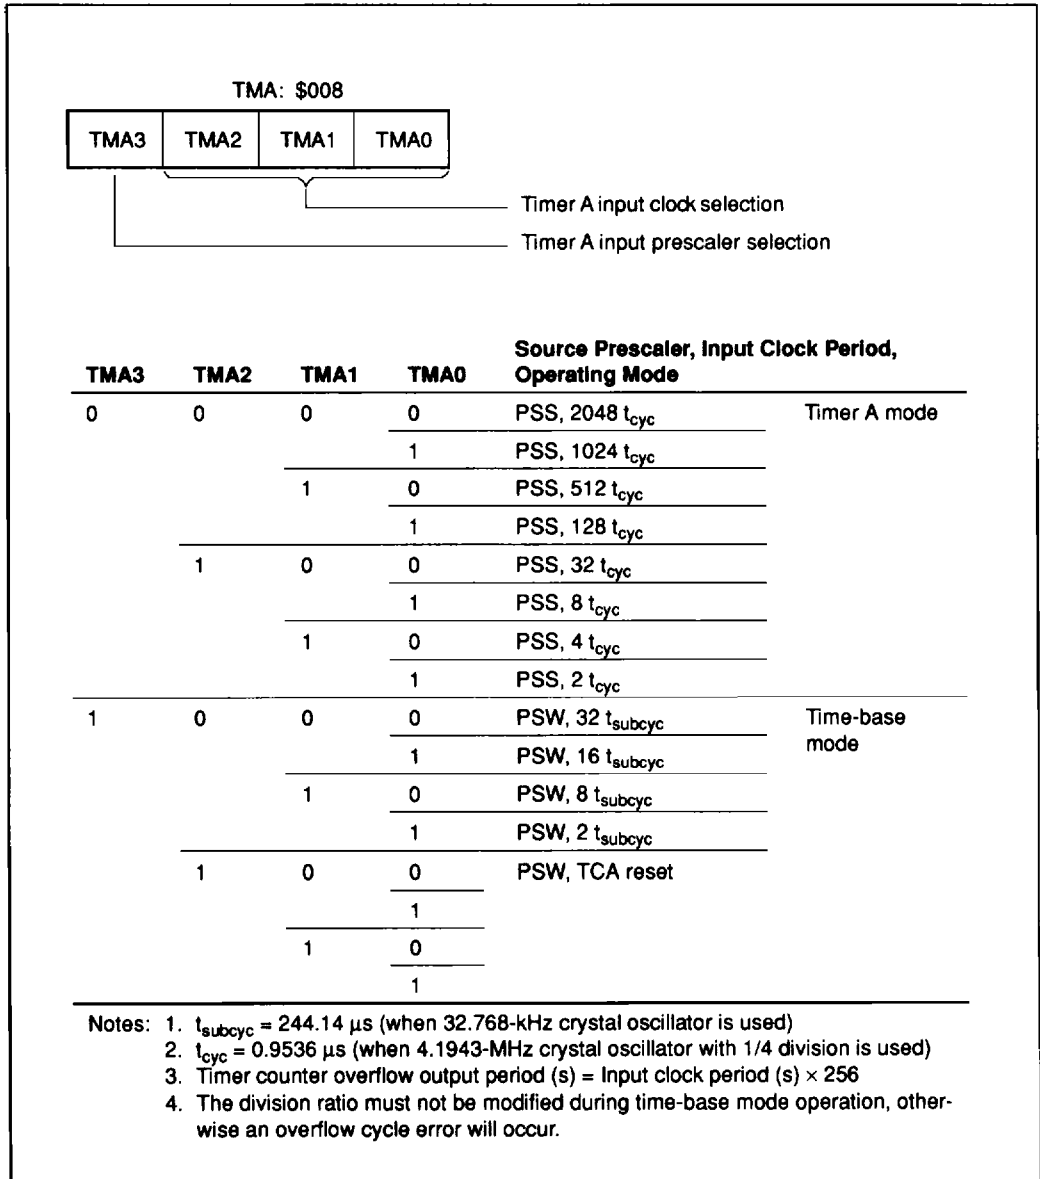 TMA: $008
TMA3 TMA2 TMA1 TMA0
Timer A input clock selection
Timer A input prescaler selection
Source Prescaler, Input Clock Period,
TMA3 TMA2 TMA1 TMA0 Operating Mode
0 0 0 0 PSS, 2048 tcyc Timer A mode
1 PSS, 1024 tcyc
1 0 PSS, 512 tcyc
1 PSS, 128 tcyc
1 0 0 PSS, 32 tcyc
1 PSS, 8 tcyc
1 0 PSS, 4 tcyc
1 PSS, 2 tcyc
1 0 0 0 PSW, 32 tsubcyc Time-base
1 PSW, 16 tsubcyc mode
1 0 PSW, 8 tsubcyc
1 PSW, 2 tsubcyc
1 0 0 PSW, TCA reset
1
1 0
1
Notes: 1. tsubcyc = 244.14 µs (when 32.768-kHz crystal oscillator is used)
2. tcyc = 0.9536 µs (when 4.1943-MHz crystal oscillator with 1/4 division is used)
3. Timer counter overflow output period (s) = Input clock period (s) × 256
4. The division ratio must not be modified during time-base mode operation, other-
wise an overflow cycle error will occur.